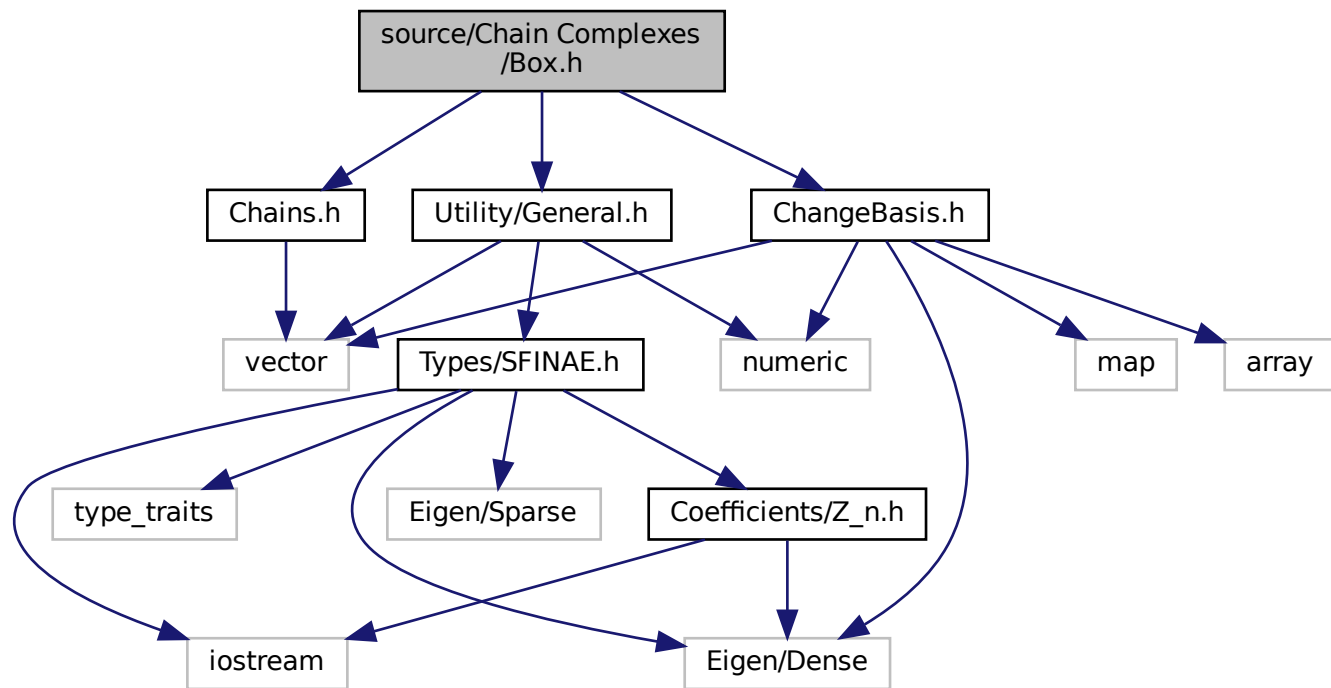 source/Chain Complexes
/Box.h
Chains.h
Utility/General.h
ChangeBasis.h
vector
Types/SFINAE.h
numeric
map
array
type_traits
Eigen/Sparse
Coefficients/Z_n.h
iostream
Eigen/Dense